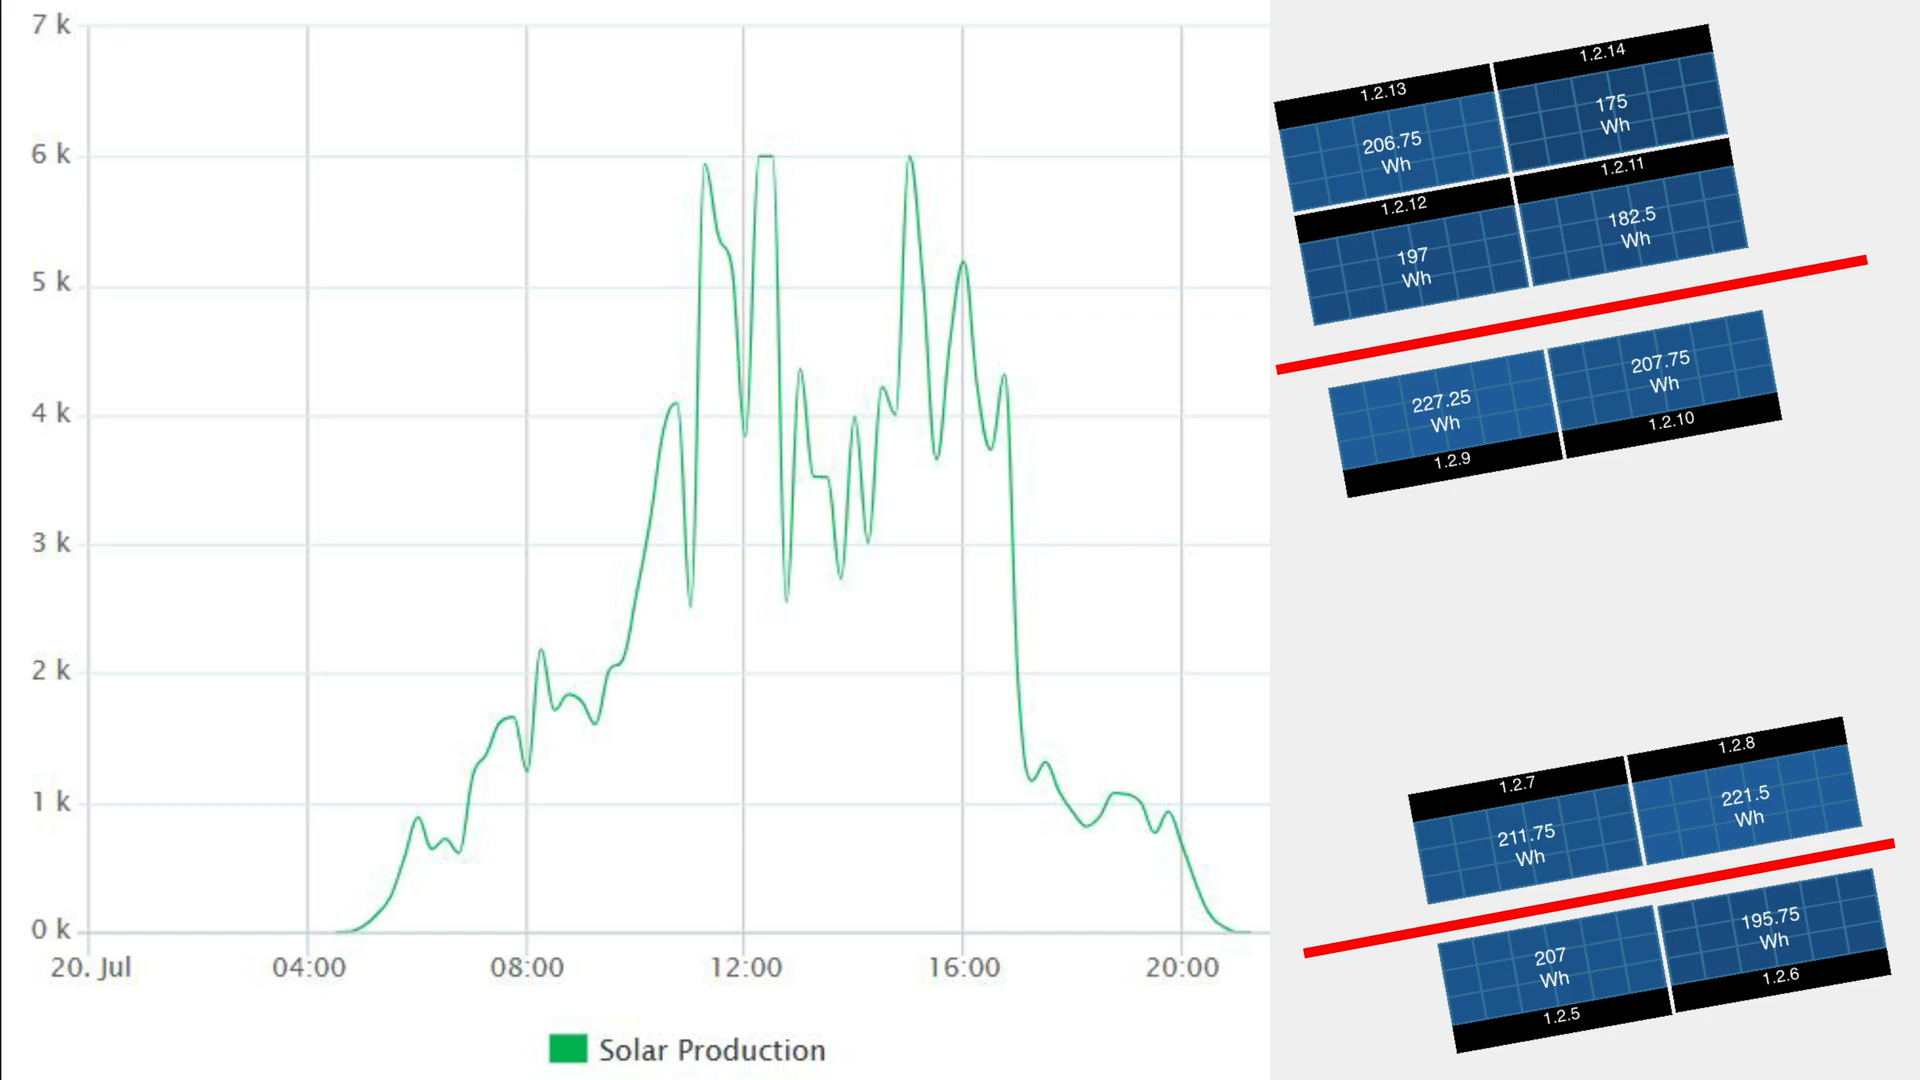 7 k
6 k
5 k
4 k
3 k
2 k
1 k
0 k
20. Jul
04:00
08:00
12:00
16:00
20:00
Solar Production
1.2.13
206.75
Wh
1.2.14
175
Wh
1.2.12
197
Wh
1.2.11
182.5
Wh
227.25
Wh
1.2.9
207.75
Wh
1.2.10
1.2.7
211.75
Wh
1.2.8
221.5
Wh
207
Wh
1.2.5
195.75
Wh
1.2.6